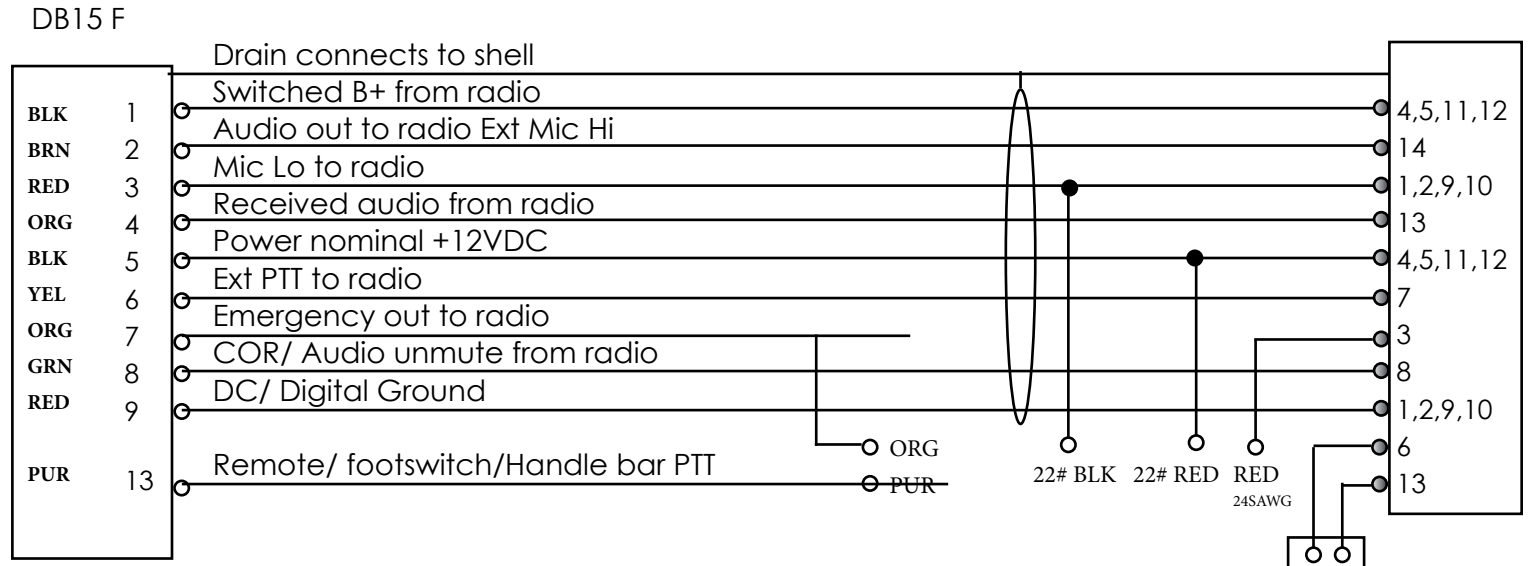 DB15 F
Drain connects to shell
BLK 1 Switched B+ from radio 4,5,11,12
BRN 2 Audio out to radio Ext Mic Hi 14
RED 3 Mic Lo to radio 1,2,9,10
ORG 4 Received audio from radio 13
BLK 5 Power nominal +12VDC 4,5,11,12
YEL 6 Ext PTT to radio 7
ORG 7 Emergency out to radio 3
GRN 8 COR/ Audio unmute from radio 8
RED 9 DC/ Digital Ground 1,2,9,10
ORG 6
PUR 13 Remote/ footswitch/Handle bar PTT PUR 22# BLK 22# RED RED 13
24SAWG